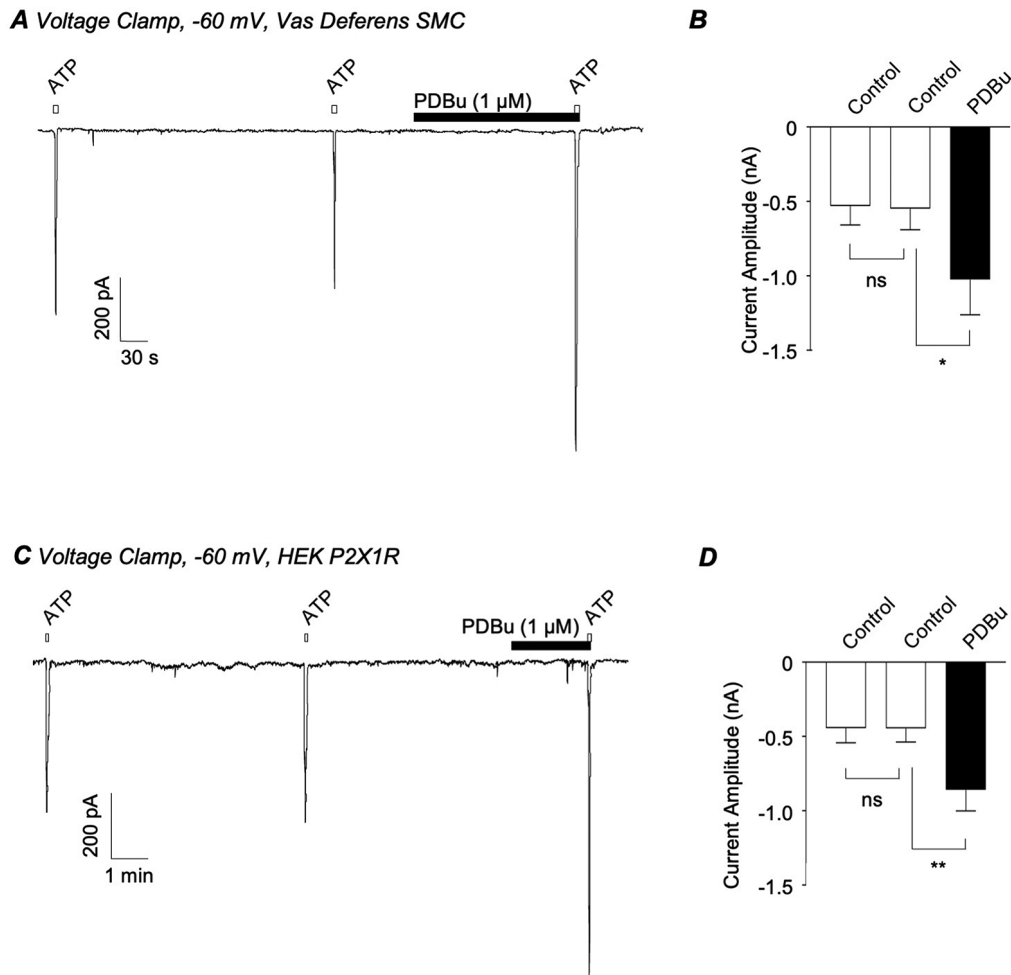 A Voltage Clamp, -60 mV, Vas Deferens SMC
ATP
ATP
ATP
PDBu (1 µM)
200 pA
30 s
B
Control
Control
PDBu
Current Amplitude (nA)
0
-0.5
-1.0
-1.5
ns
*
C Voltage Clamp, -60 mV, HEK P2X1R
ATP
ATP
ATP
PDBu (1 µM)
200 pA
1 min
D
Control
Control
PDBu
Current Amplitude (nA)
0
-0.5
-1.0
-1.5
ns
**